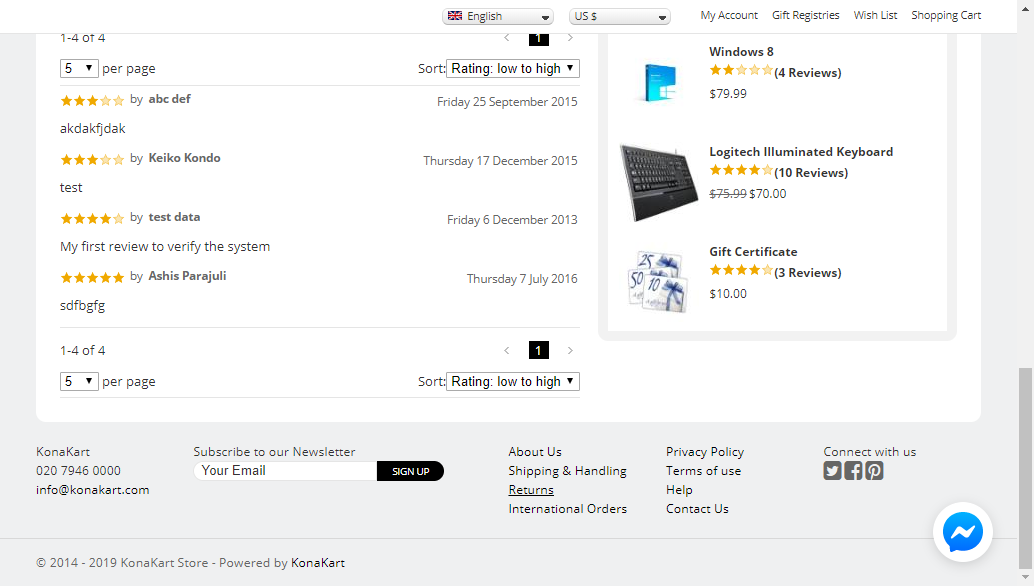 English
US $
My Account
Gift Registries
Wish List
Shopping Cart
1-4 of 4
< 1 >
5 per page
Sort: Rating: low to high
by abc def
Friday 25 September 2015
akdakfjdak
by Keiko Kondo
Thursday 17 December 2015
test
by test data
Friday 6 December 2013
My first review to verify the system
by Ashis Parajuli
Thursday 7 July 2016
sdfbgfg
1-4 of 4
< 1 >
5 per page
Sort: Rating: low to high
Windows 8
(4 Reviews)
$79.99
Logitech Illuminated Keyboard
(10 Reviews)
$75.99 $70.00
25
50
10
Gift Certificate
(3 Reviews)
$10.00
KonaKart
020 7946 0000
info@konakart.com
Subscribe to our Newsletter
Your Email
SIGN UP
About Us
Shipping & Handling
Returns
International Orders
Privacy Policy
Terms of use
Help
Contact Us
Connect with us
© 2014 - 2019 KonaKart Store - Powered by KonaKart